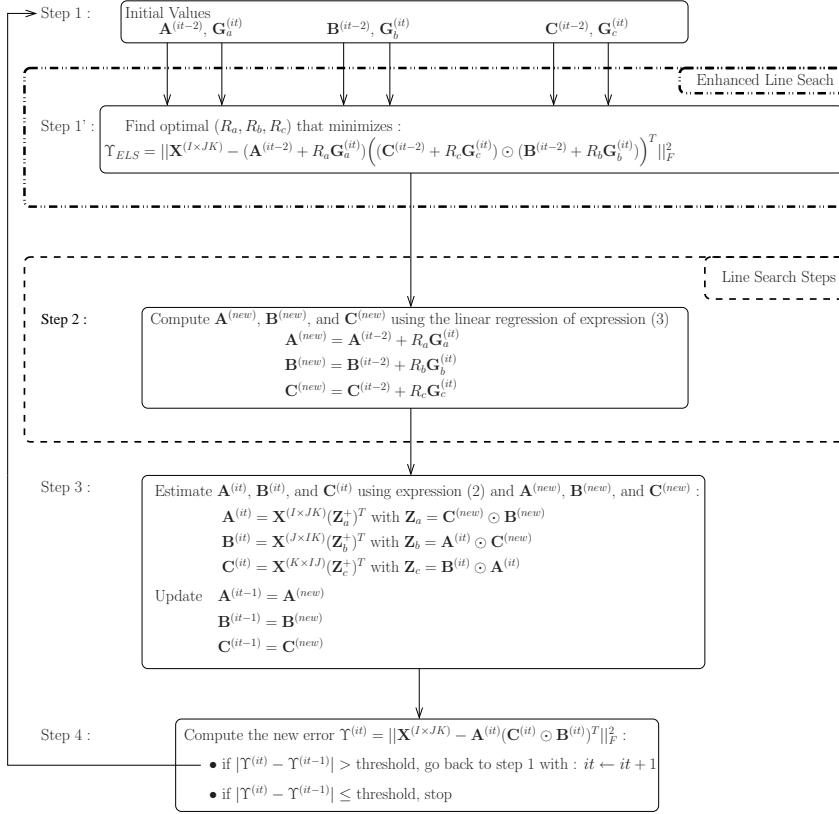 Step 1 :
Initial Values
A^{(it−2)}, G_a^{(it)} B^{(it−2)}, G_b^{(it)} C^{(it−2)}, G_c^{(it)}
Enhanced Line Seach
Step 1' :
Find optimal (R_a, R_b, R_c) that minimizes :
Υ_{ELS} = ||X^{(I×JK)} − (A^{(it−2)} + R_a G_a^{(it)})((C^{(it−2)} + R_c G_c^{(it)}) ⊙ (B^{(it−2)} + R_b G_b^{(it)}))^T||_F^2
Line Search Steps
Step 2 :
Compute A^{(new)}, B^{(new)}, and C^{(new)} using the linear regression of expression (3)
A^{(new)} = A^{(it−2)} + R_a G_a^{(it)}
B^{(new)} = B^{(it−2)} + R_b G_b^{(it)}
C^{(new)} = C^{(it−2)} + R_c G_c^{(it)}
Step 3 :
Estimate A^{(it)}, B^{(it)}, and C^{(it)} using expression (2) and A^{(new)}, B^{(new)}, and C^{(new)} :
A^{(it)} = X^{(I×JK)}(Z_a^+)^T with Z_a = C^{(new)} ⊙ B^{(new)}
B^{(it)} = X^{(J×IK)}(Z_b^+)^T with Z_b = A^{(it)} ⊙ C^{(new)}
C^{(it)} = X^{(K×IJ)}(Z_c^+)^T with Z_c = B^{(it)} ⊙ A^{(it)}
Update A^{(it−1)} = A^{(new)}
B^{(it−1)} = B^{(new)}
C^{(it−1)} = C^{(new)}
Step 4 :
Compute the new error Υ^{(it)} = ||X^{(I×JK)} − A^{(it)}(C^{(it)} ⊙ B^{(it)})^T||_F^2 :
• if |Υ^{(it)} − Υ^{(it−1)}| > threshold, go back to step 1 with : it ← it + 1
• if |Υ^{(it)} − Υ^{(it−1)}| ≤ threshold, stop